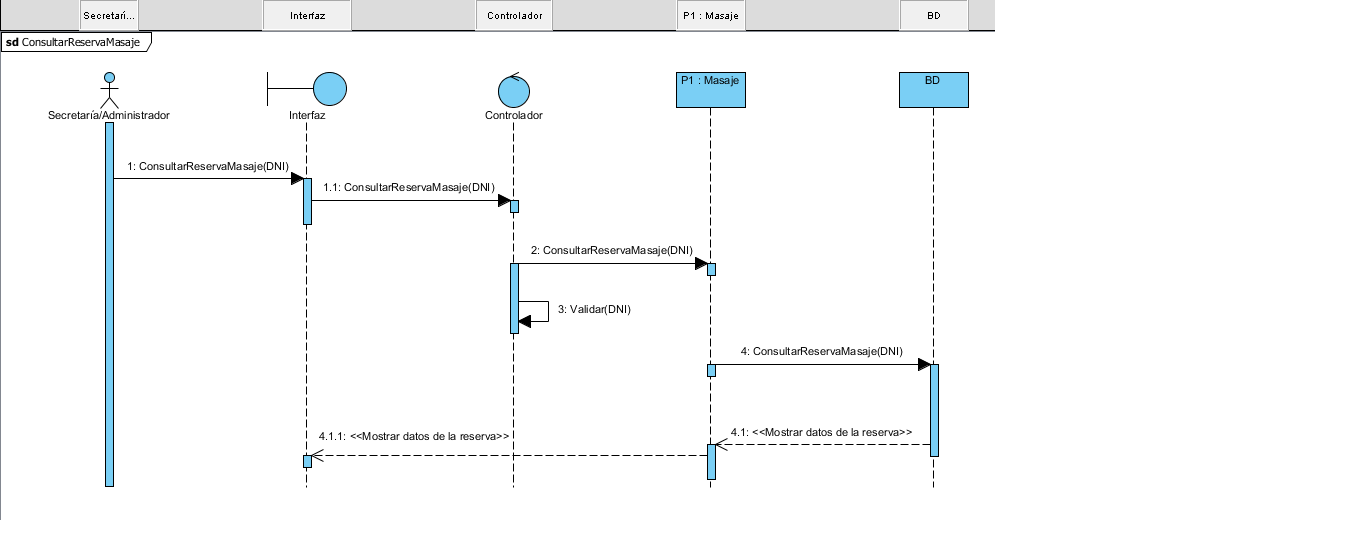 Secretarí...
Interfaz
Controlador
P1 : Masaje
BD
sd ConsultarReservaMasaje
Secretaría/Administrador
Interfaz
Controlador
P1 : Masaje
BD
1: ConsultarReservaMasaje(DNI)
1.1: ConsultarReservaMasaje(DNI)
2: ConsultarReservaMasaje(DNI)
3: Validar(DNI)
4: ConsultarReservaMasaje(DNI)
4.1: <<Mostrar datos de la reserva>>
4.1.1: <<Mostrar datos de la reserva>>